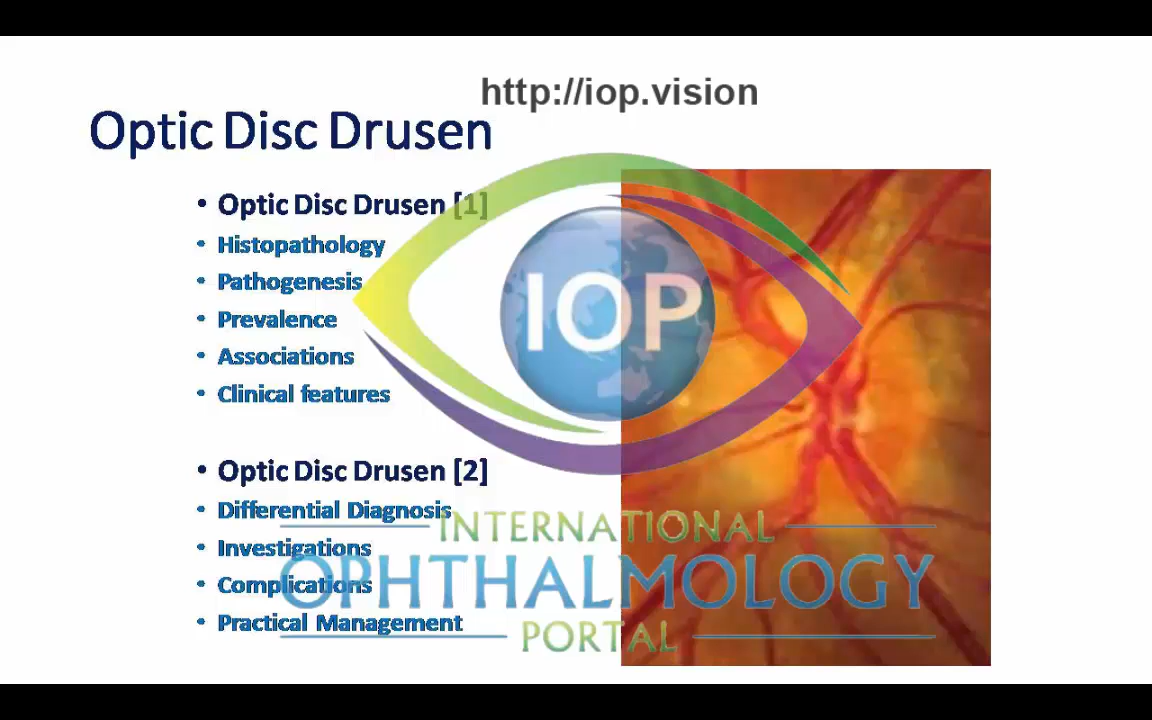 http://iop.vision
Optic Disc Drusen
• Optic Disc Drusen [1]
• Histopathology
• Pathogenesis
• Prevalence
• Associations
• Clinical features
• Optic Disc Drusen [2]
• Differential Diagnosis
• Investigations
• Complications
• Practical Management
IOP
INTERNATIONAL
OPHTHALMOLOGY
PORTAL